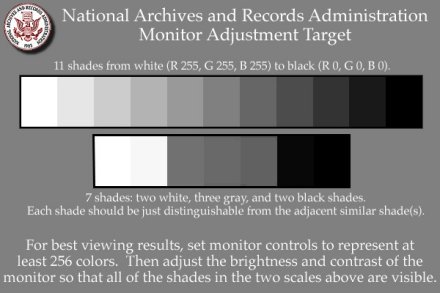 National Archives and Records Administration
Monitor Adjustment Target
11 shades from white (R 255, G 255, B 255) to black (R 0, G 0, B 0).
7 shades: two white, three gray, and two black shades.
Each shade should be just distinguishable from the adjacent similar shade(s).
For best viewing results, set monitor controls to represent at
least 256 colors. Then adjust the brightness and contrast of the
monitor so that all of the shades in the two scales above are visible.